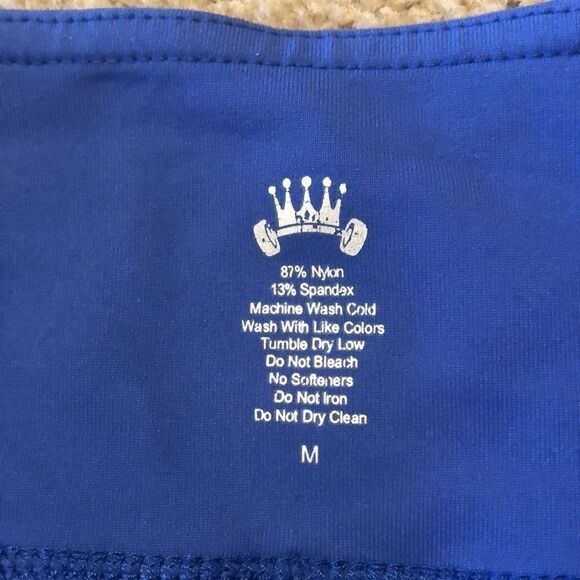 87% Nylon
13% Spandex
Machine Wash Cold
Wash With Like Colors
Tumble Dry Low
Do Not Bleach
No Softeners
Do Not Iron
Do Not Dry Clean
M